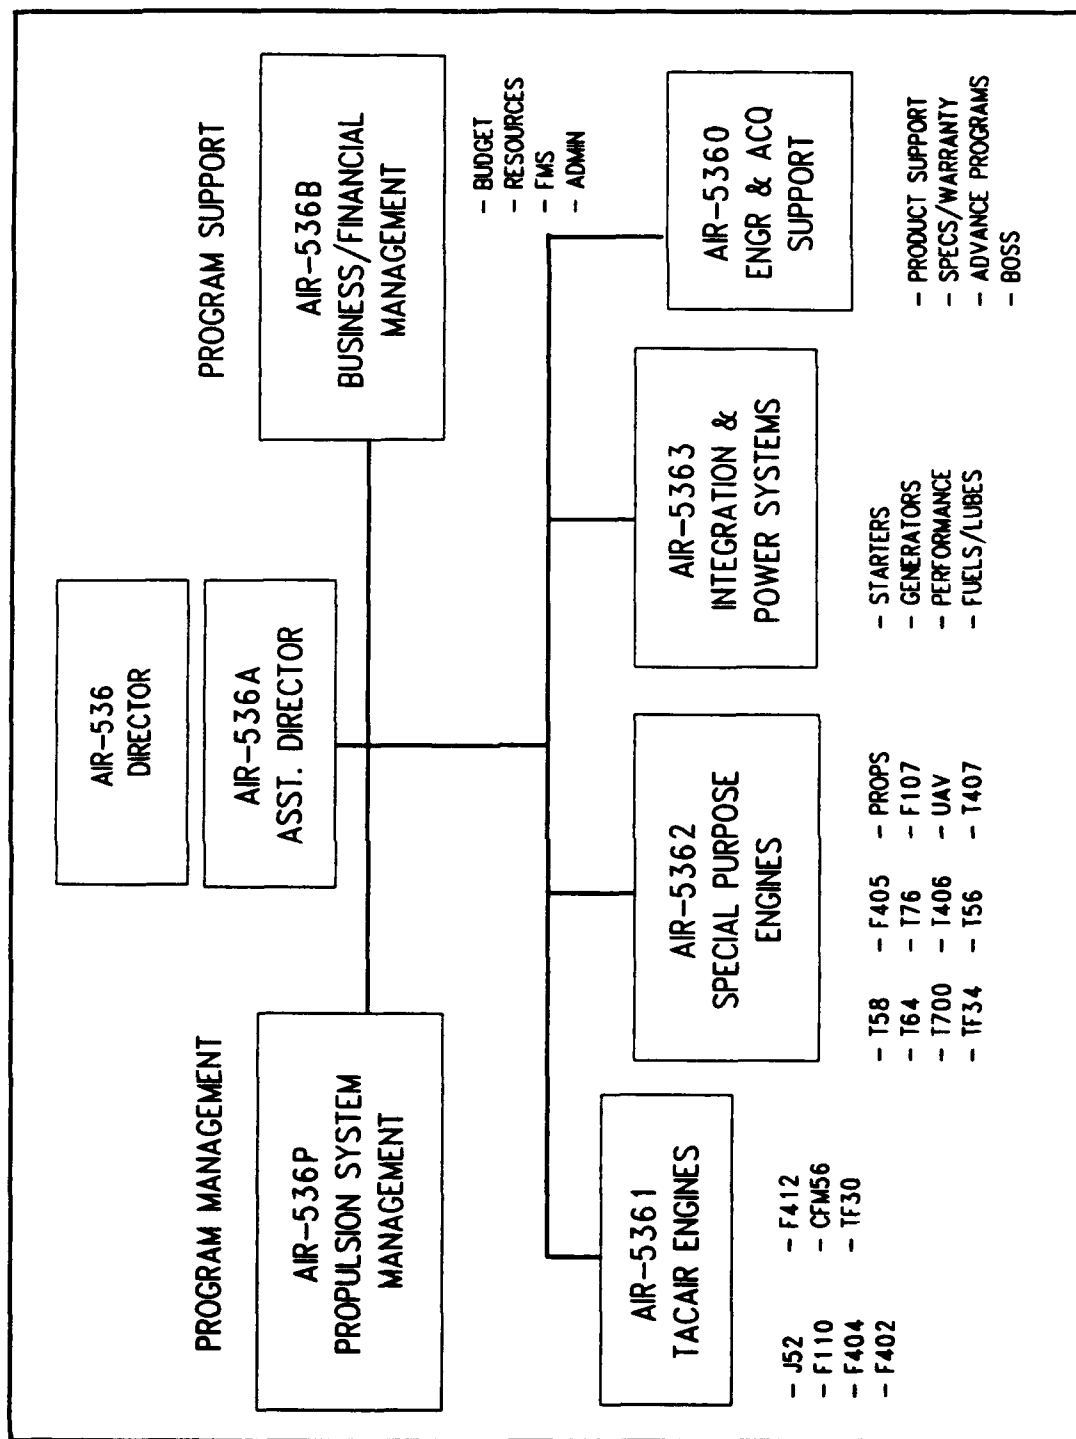 AIR-536
DIRECTOR
AIR-536A
ASST. DIRECTOR
PROGRAM MANAGEMENT
AIR-536P
PROPULSION SYSTEM
MANAGEMENT
PROGRAM SUPPORT
AIR-536B
BUSINESS/FINANCIAL
MANAGEMENT
- BUDGET
- RESOURCES
- FMS
- ADMIN
AIR-5361
TACAIR ENGINES
- J52
- F110
- F404
- F402
- F412
- CFM56
- TF30
AIR-5362
SPECIAL PURPOSE
ENGINES
- T58 - F405 - PROPS
- T64 - T76 - F107
- T700 - T406 - UAV
- TF34 - T56 - T407
AIR-5363
INTEGRATION &
POWER SYSTEMS
- STARTERS
- GENERATORS
- PERFORMANCE
- FUELS/LUBES
AIR-5360
ENGR & ACQ
SUPPORT
- PRODUCT SUPPORT
- SPECS/WARRANTY
- ADVANCE PROGRAMS
- BOSS